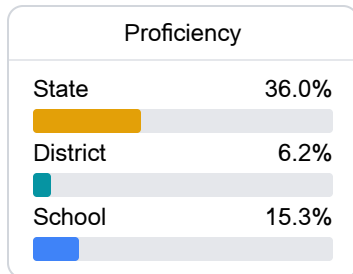 Proficiency
State 36.0%
District 6.2%
School 15.3%